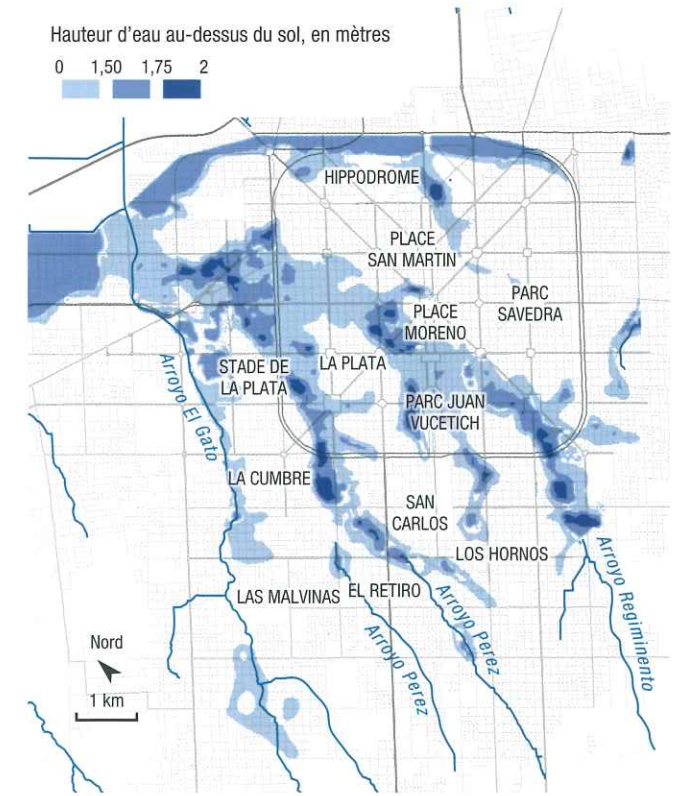 Hauteur d'eau au-dessus du sol, en mètres
0 1,50 1,75 2
HIPPODROME
PLACE
SAN MARTIN
PARC
SAVEDRA
PLACE
MORENO
STADE DE
LA PLATA
LA PLATA
Arroyo El Gato
PARC JUAN
VUCETICH
LA CUMBRE
SAN
CARLOS
LOS HORNOS
LAS MALVINAS
EL RETIRO
Arroyo Perez
Arroyo Perez
Arroyo Regiminento
Nord
1 km